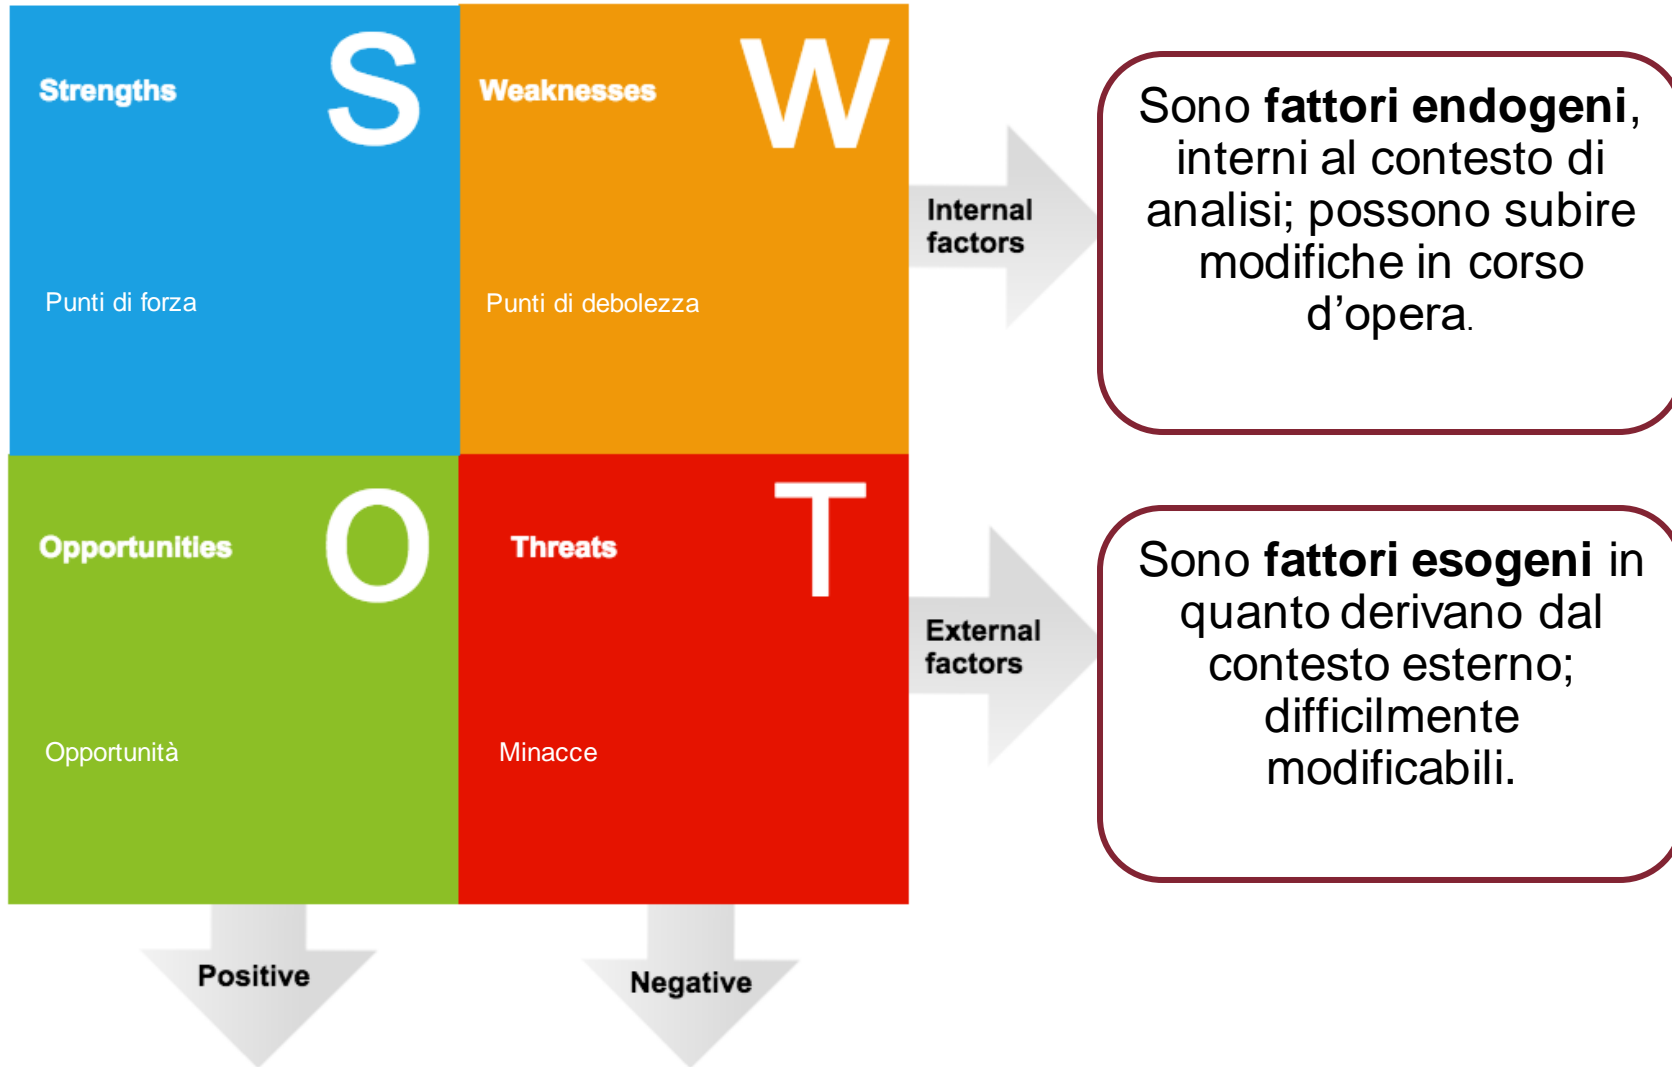 Strengths
S
Weaknesses
W
Punti di forza
Punti di debolezza
Internal
factors
Sono fattori endogeni,
interni al contesto di
analisi; possono subire
modifiche in corso
d’opera.
Opportunities
O
Threats
T
Opportunità
Minacce
External
factors
Sono fattori esogeni in
quanto derivano dal
contesto esterno;
difficilmente
modificabili.
Positive
Negative